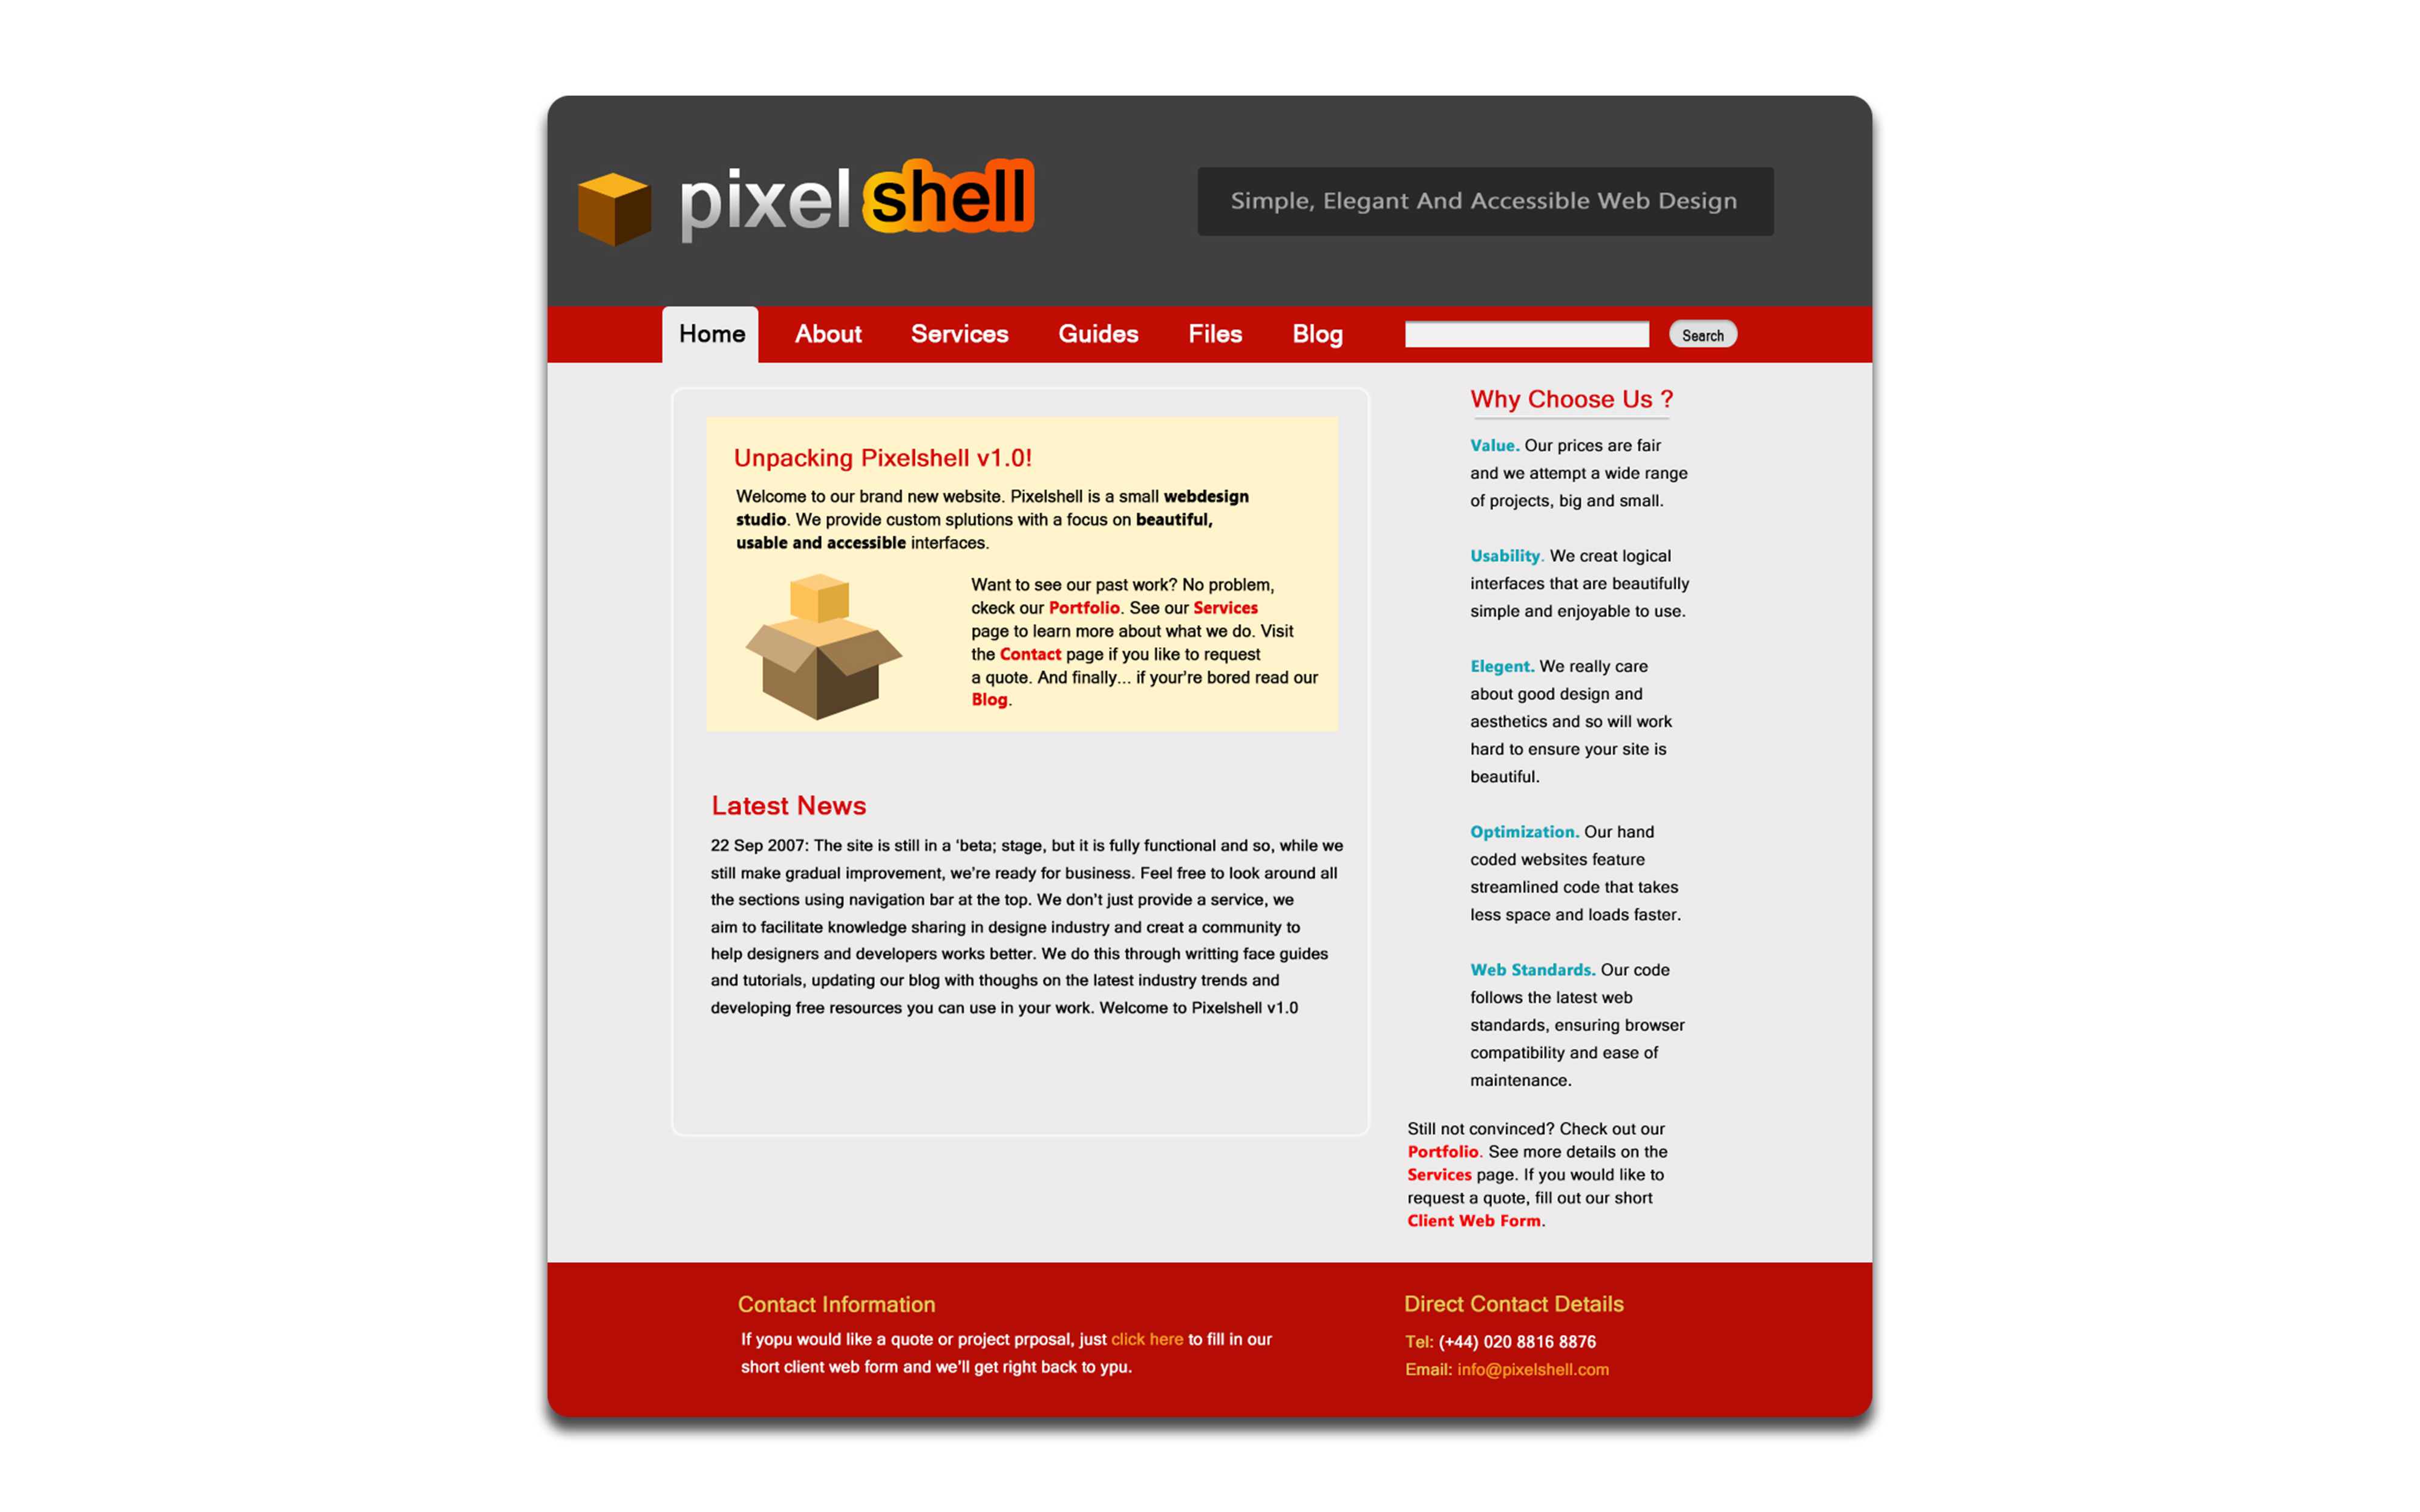 pixel shell
Simple, Elegant And Accessible Web Design
Home About Services Guides Files Blog Search
Unpacking Pixelshell v1.0!
Welcome to our brand new website. Pixelshell is a small webdesign
studio. We provide custom splutions with a focus on beautiful,
usable and accessible interfaces.
Want to see our past work? No problem,
ckeck our Portfolio. See our Services
page to learn more about what we do. Visit
the Contact page if you like to request
a quote. And finally... if your're bored read our
Blog.
Latest News
22 Sep 2007: The site is still in a 'beta; stage, but it is fully functional and so, while we
still make gradual improvement, we're ready for business. Feel free to look around all
the sections using navigation bar at the top. We don't just provide a service, we
aim to facilitate knowledge sharing in designe industry and creat a community to
help designers and developers works better. We do this through writting face guides
and tutorials, updating our blog with thoughs on the latest industry trends and
developing free resources you can use in your work. Welcome to Pixelshell v1.0
Why Choose Us ?
Value. Our prices are fair
and we attempt a wide range
of projects, big and small.
Usability. We creat logical
interfaces that are beautifully
simple and enjoyable to use.
Elegent. We really care
about good design and
aesthetics and so will work
hard to ensure your site is
beautiful.
Optimization. Our hand
coded websites feature
streamlined code that takes
less space and loads faster.
Web Standards. Our code
follows the latest web
standards, ensuring browser
compatibility and ease of
maintenance.
Still not convinced? Check out our
Portfolio. See more details on the
Services page. If you would like to
request a quote, fill out our short
Client Web Form.
Contact Information
If yopu would like a quote or project prposal, just click here to fill in our
short client web form and we'll get right back to ypu.
Direct Contact Details
Tel: (+44) 020 8816 8876
Email: info@pixelshell.com